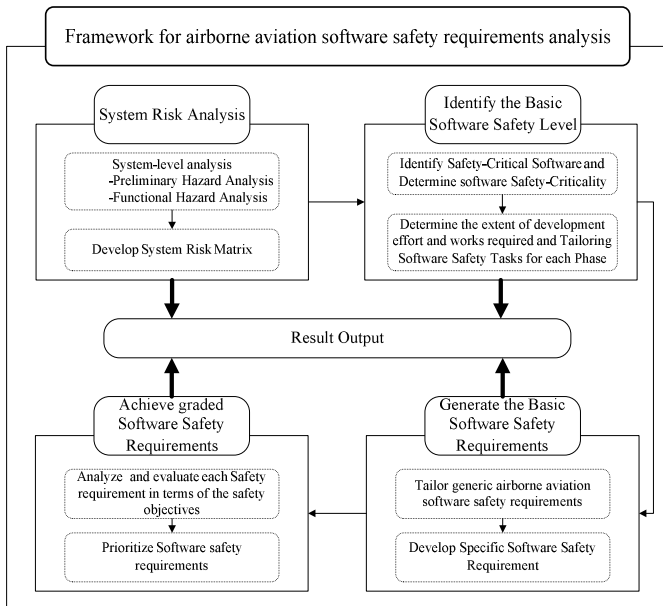 Framework for airborne aviation software safety requirements analysis
System Risk Analysis
System-level analysis
-Preliminary Hazard Analysis
-Functional Hazard Analysis
Develop System Risk Matrix
Identify the Basic
Software Safety Level
Identify Safety-Critical Software and
Determine software Safety-Criticality
Determine the extent of development
effort and works required and Tailoring
Software Safety Tasks for each Phase
Result Output
Achieve graded
Software Safety
Requirements
Analyze and evaluate each Safety
requirement in terms of the safety
objectives
Prioritize Software safety
requirements
Generate the Basic
Software Safety
Requirements
Tailor generic airborne aviation
software safety requirements
Develop Specific Software Safety
Requirement